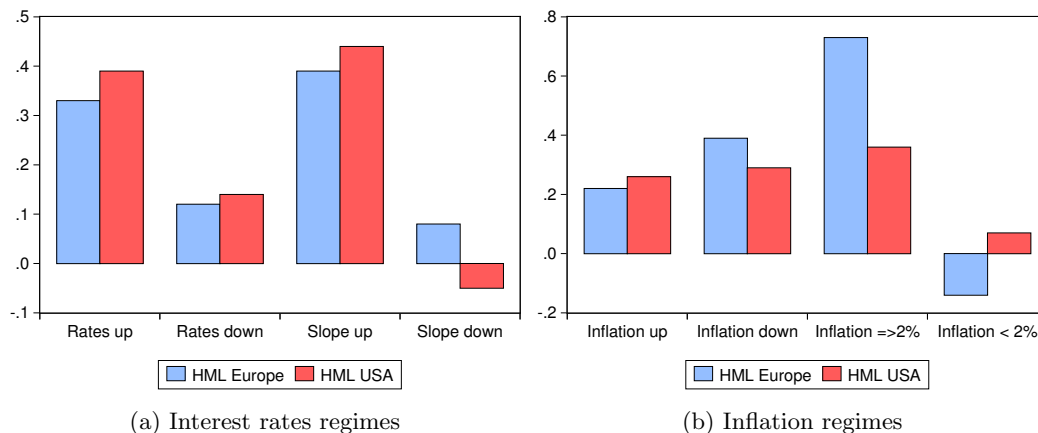 .5
.4
.3
.2
.1
.0
-.1
Rates up Rates down Slope up Slope down
HML Europe HML USA
(a) Interest rates regimes
.8
.6
.4
.2
.0
-.2
Inflation up Inflation down Inflation =>2% Inflation < 2%
HML Europe HML USA
(b) Inflation regimes